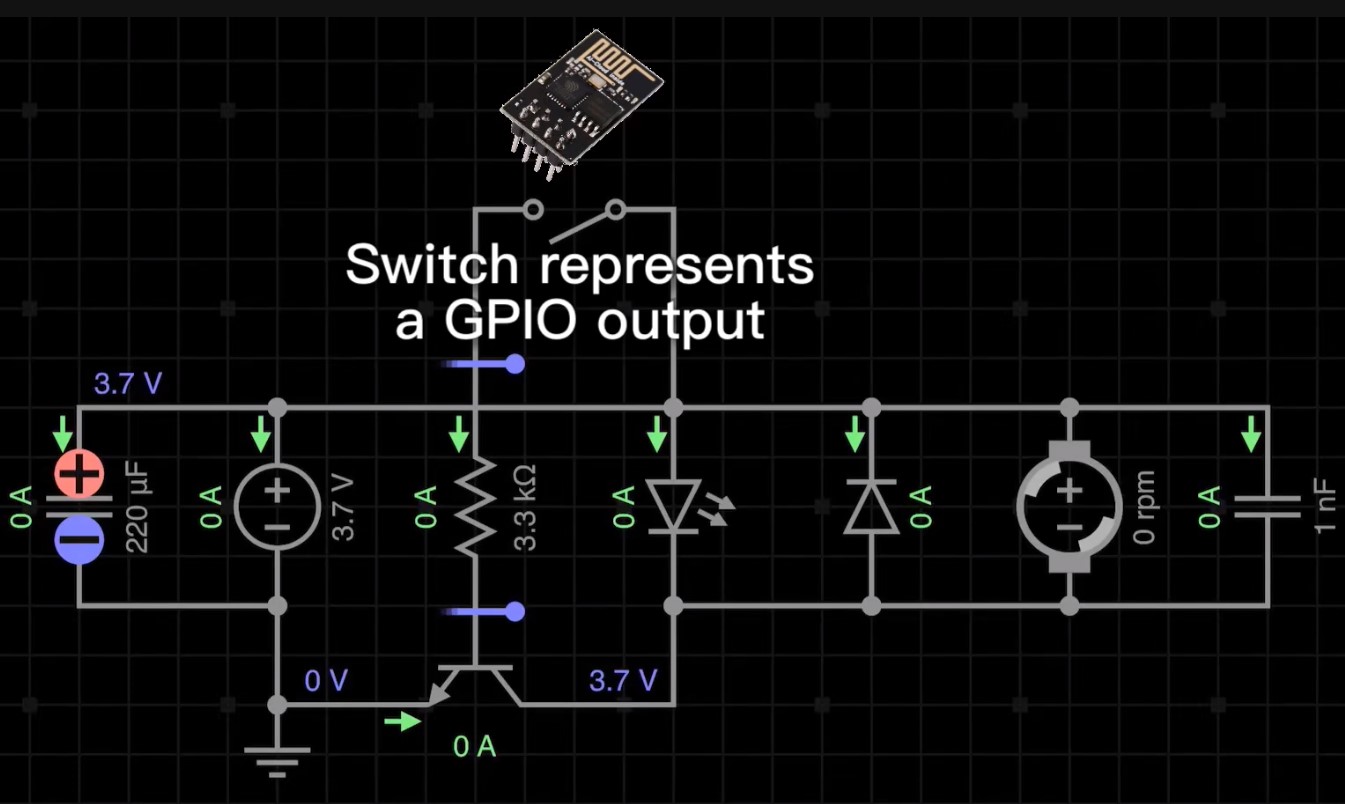 Switch represents
a GPIO output
3.7 V
0 A
220 µF
0 A
3.7 V
0 A
3.3 kΩ
0 A
0 A
0 rpm
0 A
1 nF
0 V
3.7 V
0 A